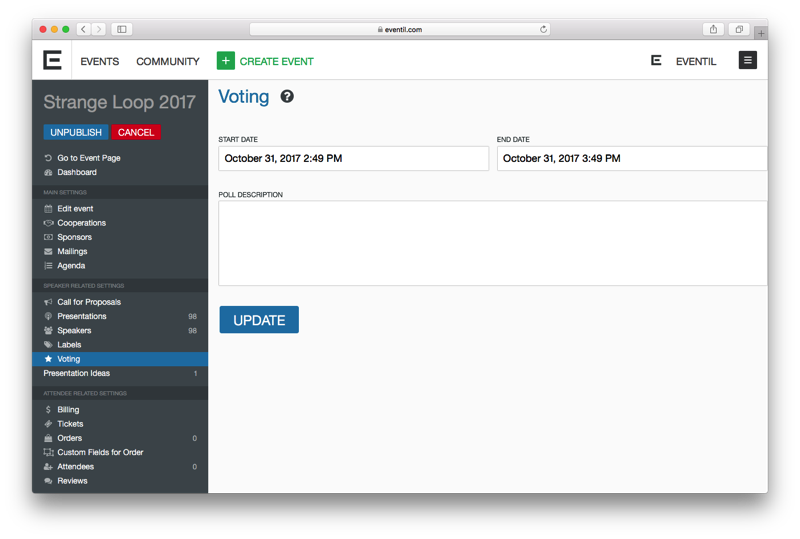 eventil.com
EVENTS COMMUNITY + CREATE EVENT EVENTIL
Strange Loop 2017
UNPUBLISH CANCEL
Go to Event Page
Dashboard
MAIN SETTINGS
Edit event
Cooperations
Sponsors
Mailings
Agenda
SPEAKER RELATED SETTINGS
Call for Proposals
Presentations 98
Speakers 98
Labels
Voting
Presentation Ideas 1
ATTENDEE RELATED SETTINGS
Billing
Tickets
Orders 0
Custom Fields for Order
Attendees 0
Reviews
Voting ?
START DATE END DATE
October 31, 2017 2:49 PM October 31, 2017 3:49 PM
POLL DESCRIPTION
UPDATE